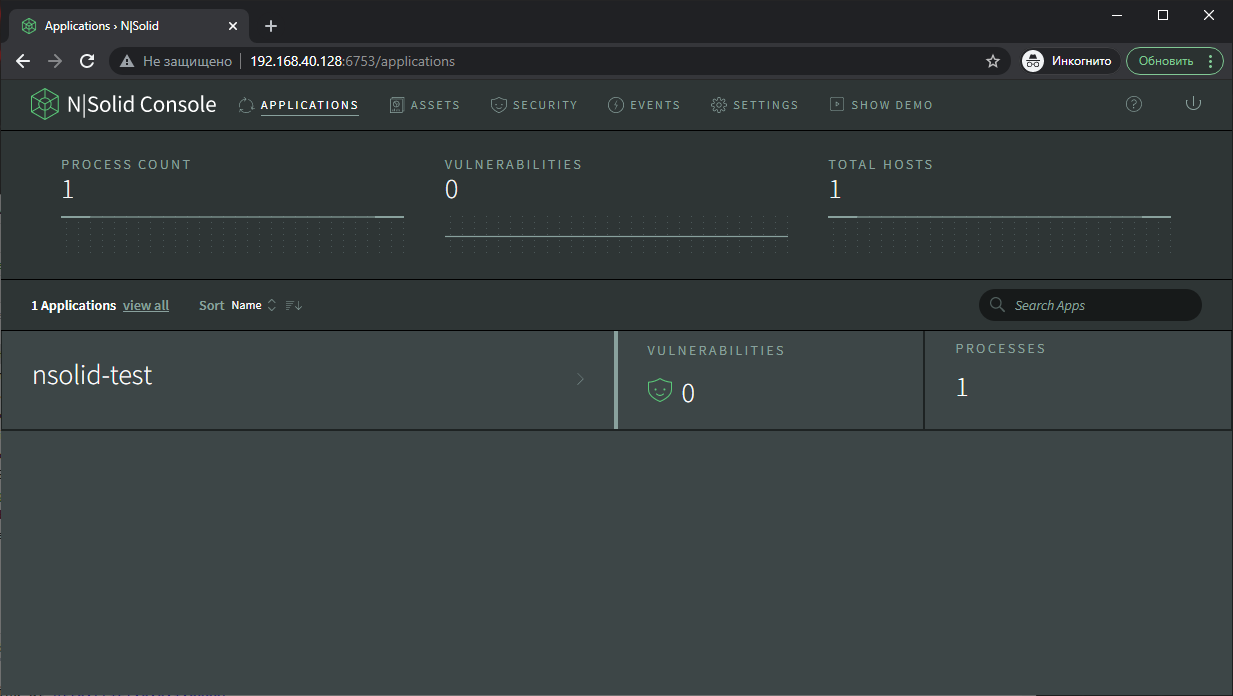 Applications › N|Solid
Не защищено 192.168.40.128:6753/applications Инкогнито Обновить
N|Solid Console APPLICATIONS ASSETS SECURITY EVENTS SETTINGS SHOW DEMO
PROCESS COUNT VULNERABILITIES TOTAL HOSTS
1 0 1
1 Applications view all Sort Name Search Apps
nsolid-test VULNERABILITIES PROCESSES
0 1